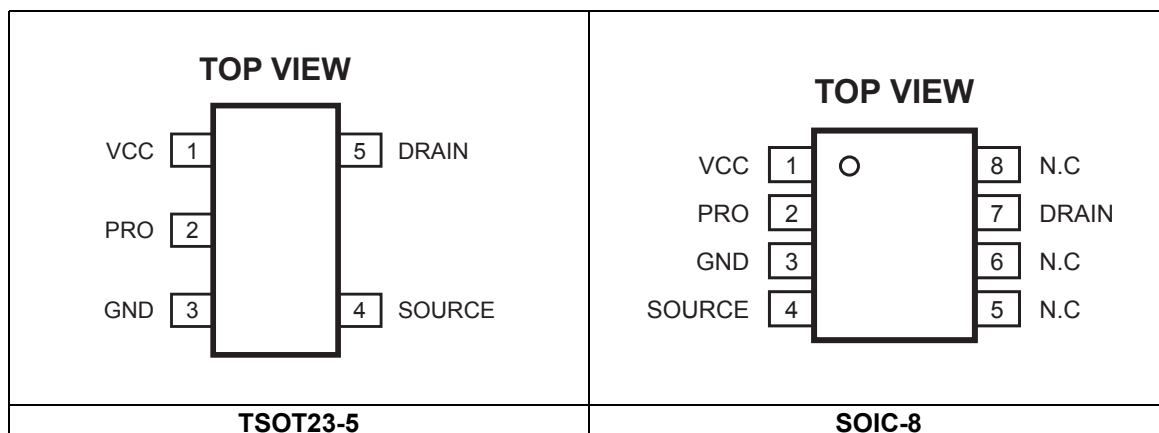 TOP VIEW
VCC 1 5 DRAIN
PRO 2
GND 3 4 SOURCE
TSOT23-5
TOP VIEW
VCC 1 8 N.C
PRO 2 7 DRAIN
GND 3 6 N.C
SOURCE 4 5 N.C
SOIC-8